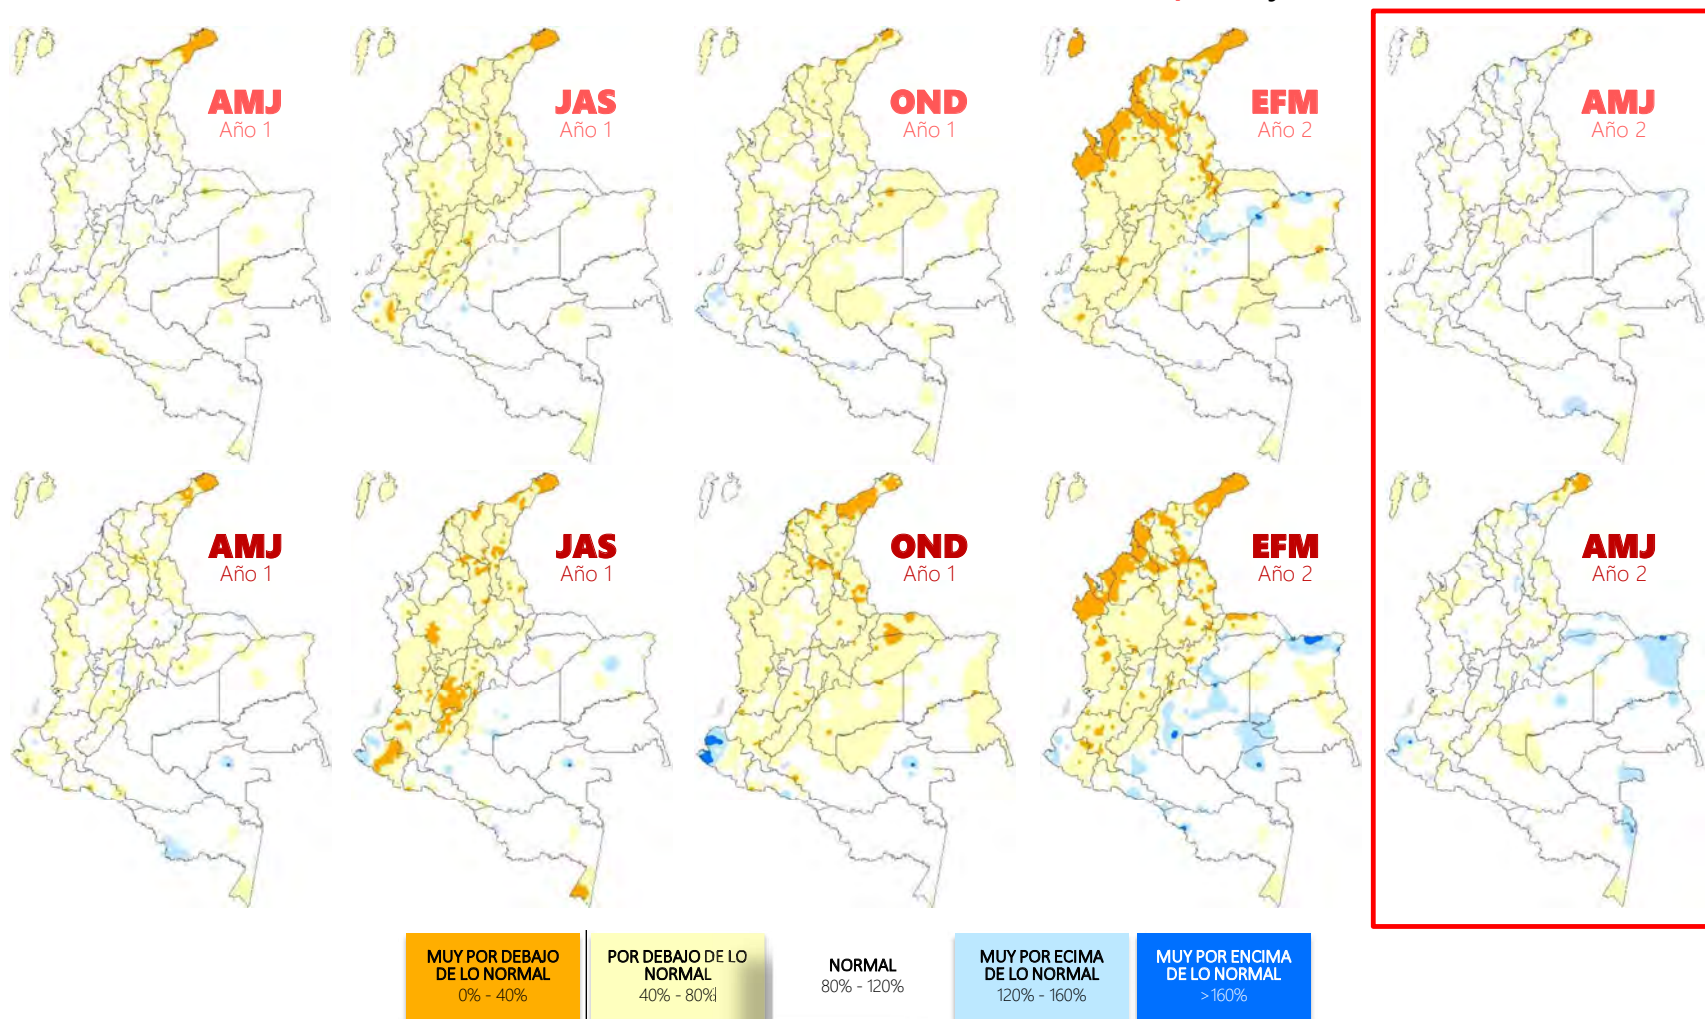 AMJ
Año 1
JAS
Año 1
OND
Año 1
EFM
Año 2
AMJ
Año 2
AMJ
Año 1
JAS
Año 1
OND
Año 1
EFM
Año 2
AMJ
Año 2
MUY POR DEBAJO
DE LO NORMAL
0% - 40%
POR DEBAJO DE LO
NORMAL
40% - 80%
NORMAL
80% - 120%
MUY POR ECIMA
DE LO NORMAL
120% - 160%
MUY POR ENCIMA
DE LO NORMAL
>160%